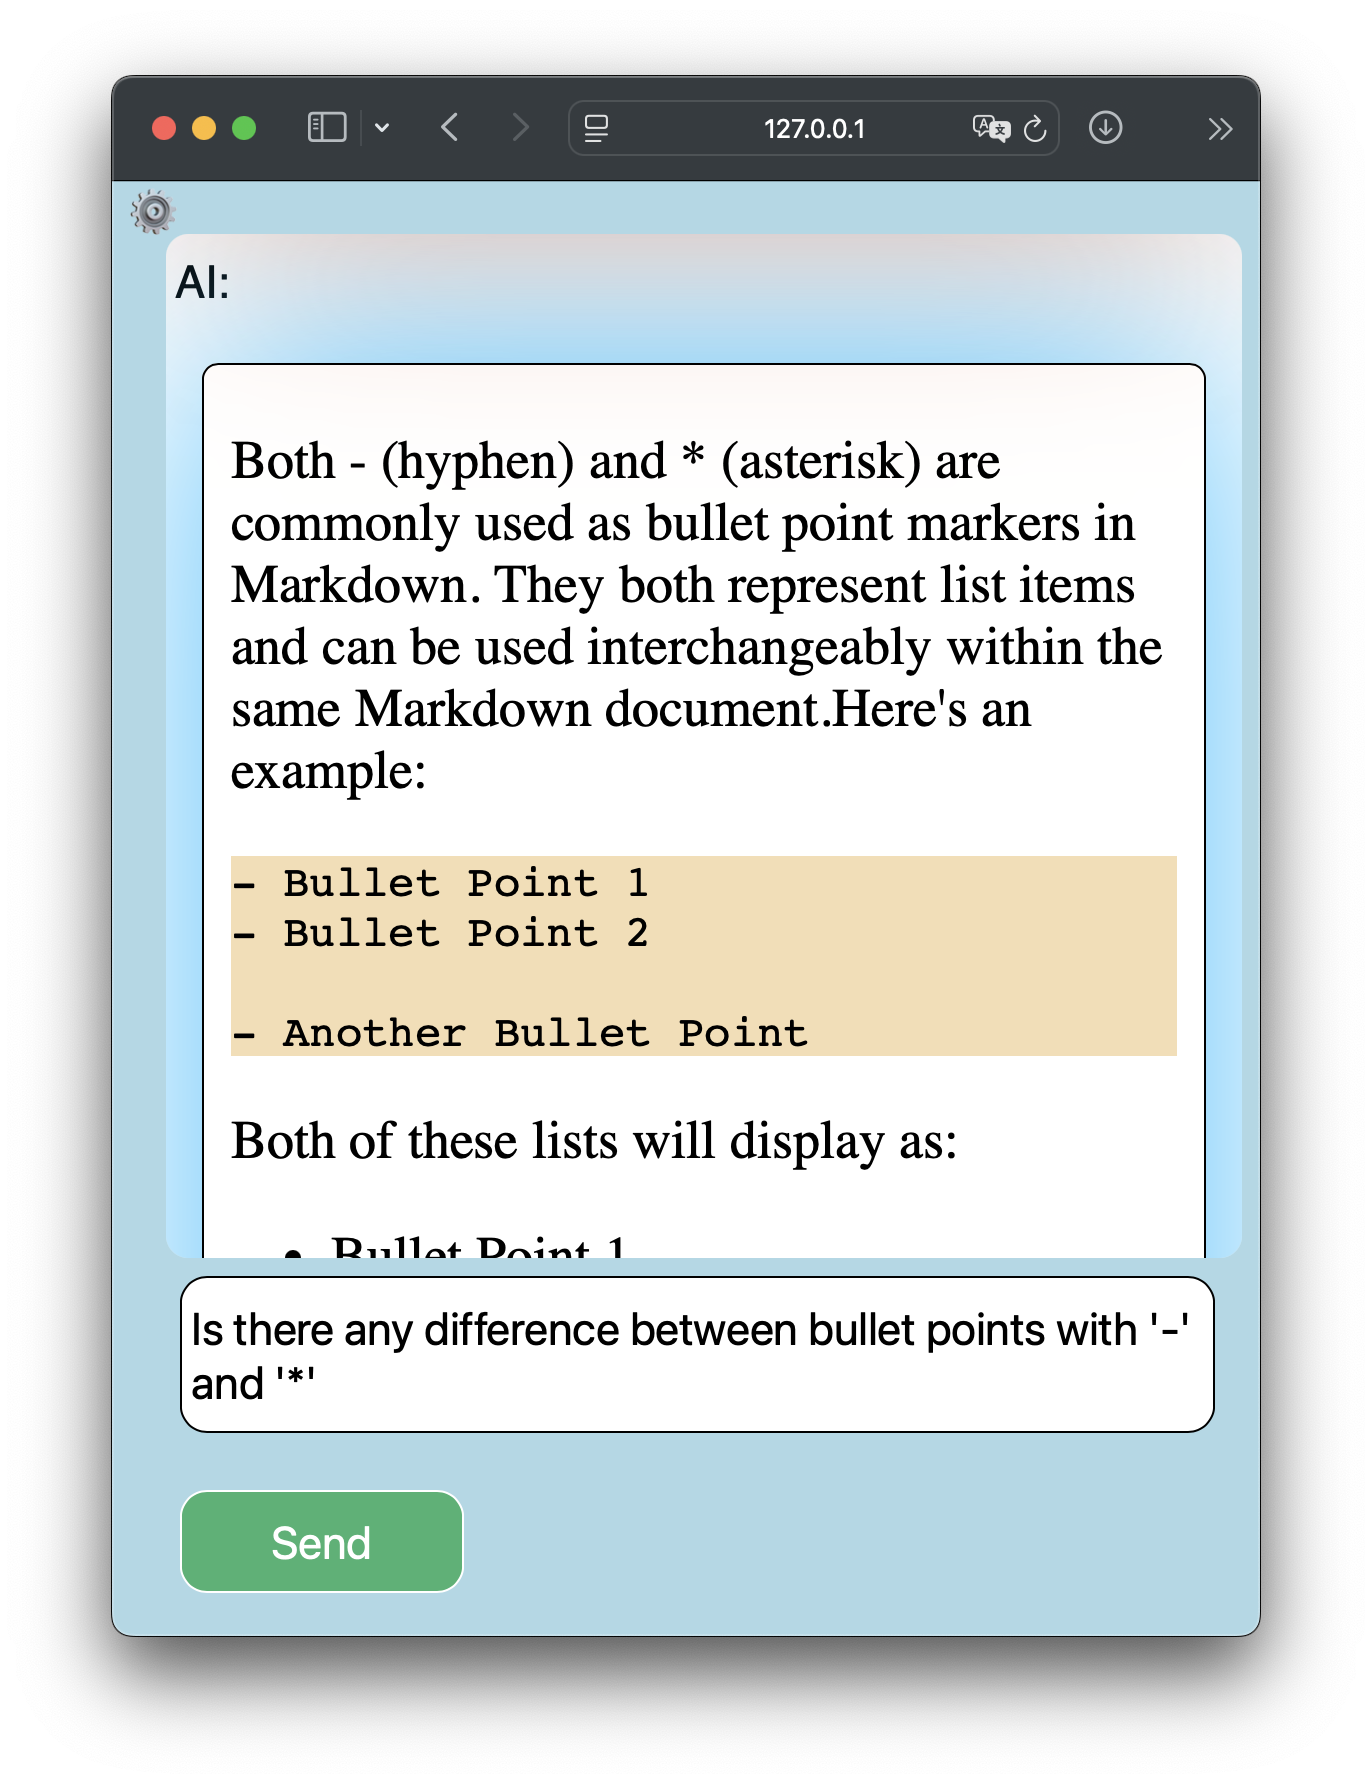 127.0.0.1
AI:
Both - (hyphen) and * (asterisk) are
commonly used as bullet point markers in
Markdown. They both represent list items
and can be used interchangeably within the
same Markdown document.Here's an
example:
- Bullet Point 1
- Bullet Point 2
- Another Bullet Point
Both of these lists will display as:
• Bullet Point 1
Is there any difference between bullet points with '-'
and '*'
Send